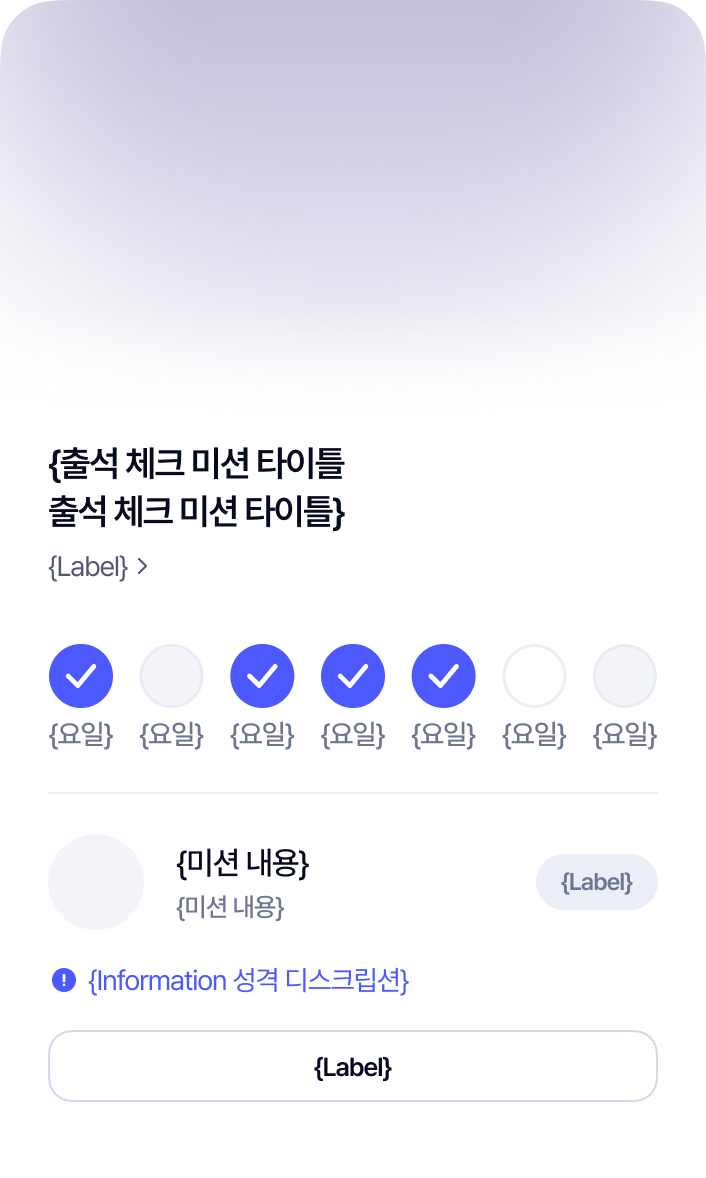 {출석 체크 미션 타이틀
출석 체크 미션 타이틀}
{Label}
{요일} {요일} {요일} {요일} {요일} {요일} {요일}
{미션 내용}
{미션 내용}
{Label}
{Information 성격 디스크립션}
{Label}